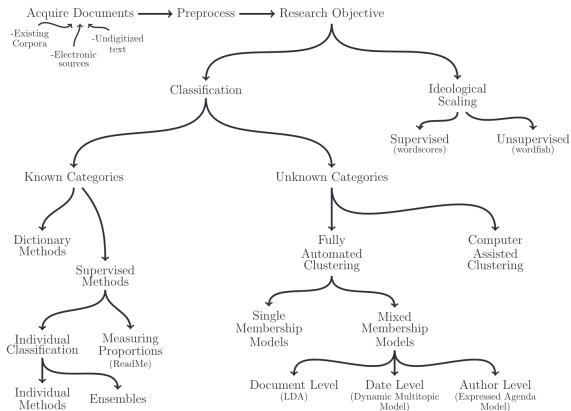 Acquire Documents
Preprocess
Research Objective
-Existing
Corpora
-Electronic
sources
-Undigitized
text
Classification
Ideological
Scaling
Supervised
(wordscores)
Unsupervised
(wordfish)
Known Categories
Unknown Categories
Dictionary
Methods
Supervised
Methods
Fully
Automated
Clustering
Computer
Assisted
Clustering
Individual
Classification
Measuring
Proportions
(ReadMe)
Single
Membership
Models
Mixed
Membership
Models
Individual
Methods
Ensembles
Document Level
(LDA)
Date Level
(Dynamic Multitopic
Model)
Author Level
(Expressed Agenda
Model)